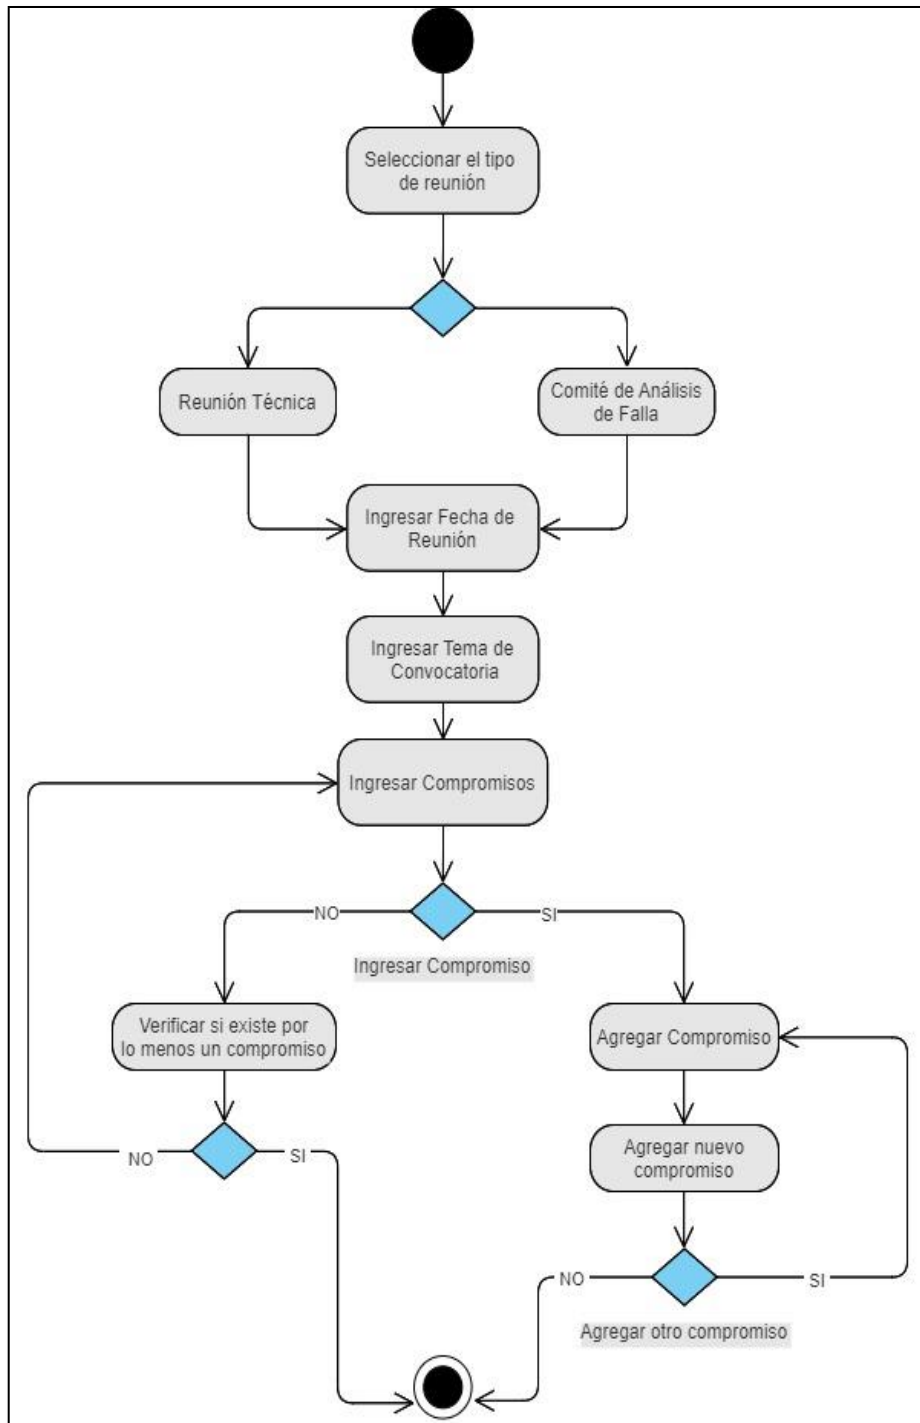 Seleccionar el tipo
de reunión
Reunión Técnica
Comité de Análisis
de Falla
Ingresar Fecha de
Reunión
Ingresar Tema de
Convocatoria
Ingresar Compromisos
NO
SI
Ingresar Compromiso
Verificar si existe por
lo menos un compromiso
Agregar Compromiso
NO
SI
Agregar nuevo
compromiso
NO
SI
Agregar otro compromiso